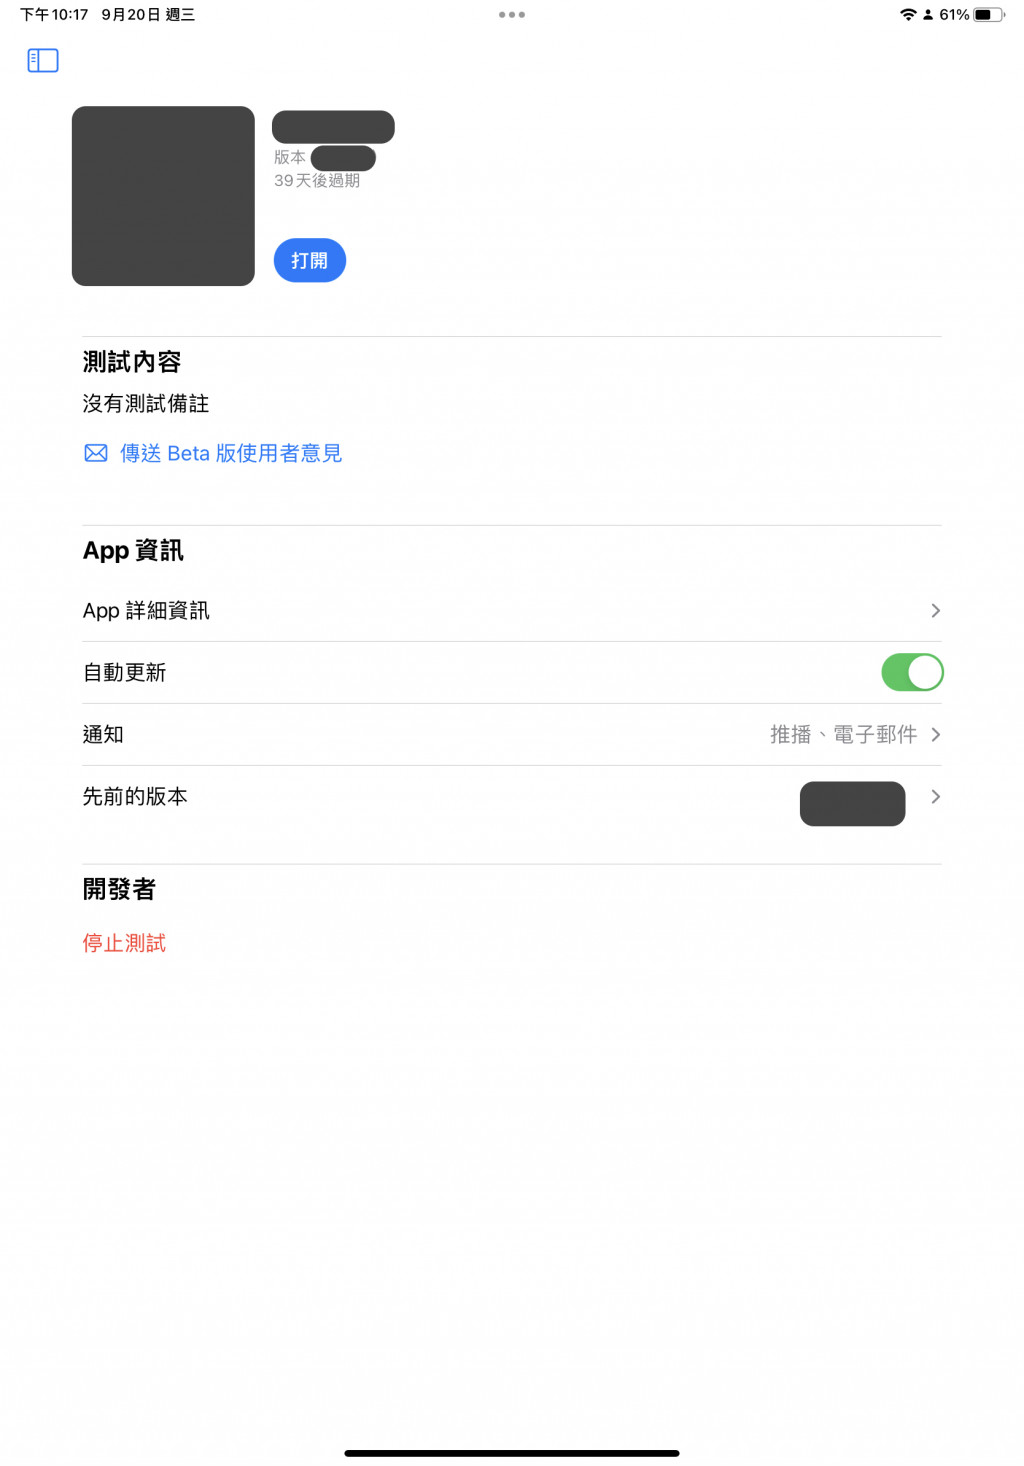 下午10:17 9月20日 週三
61%
版本
39天後過期
打開
測試內容
沒有測試備註
傳送 Beta 版使用者意見
App 資訊
App 詳細資訊
自動更新
通知 推播、電子郵件
先前的版本
開發者
停止測試